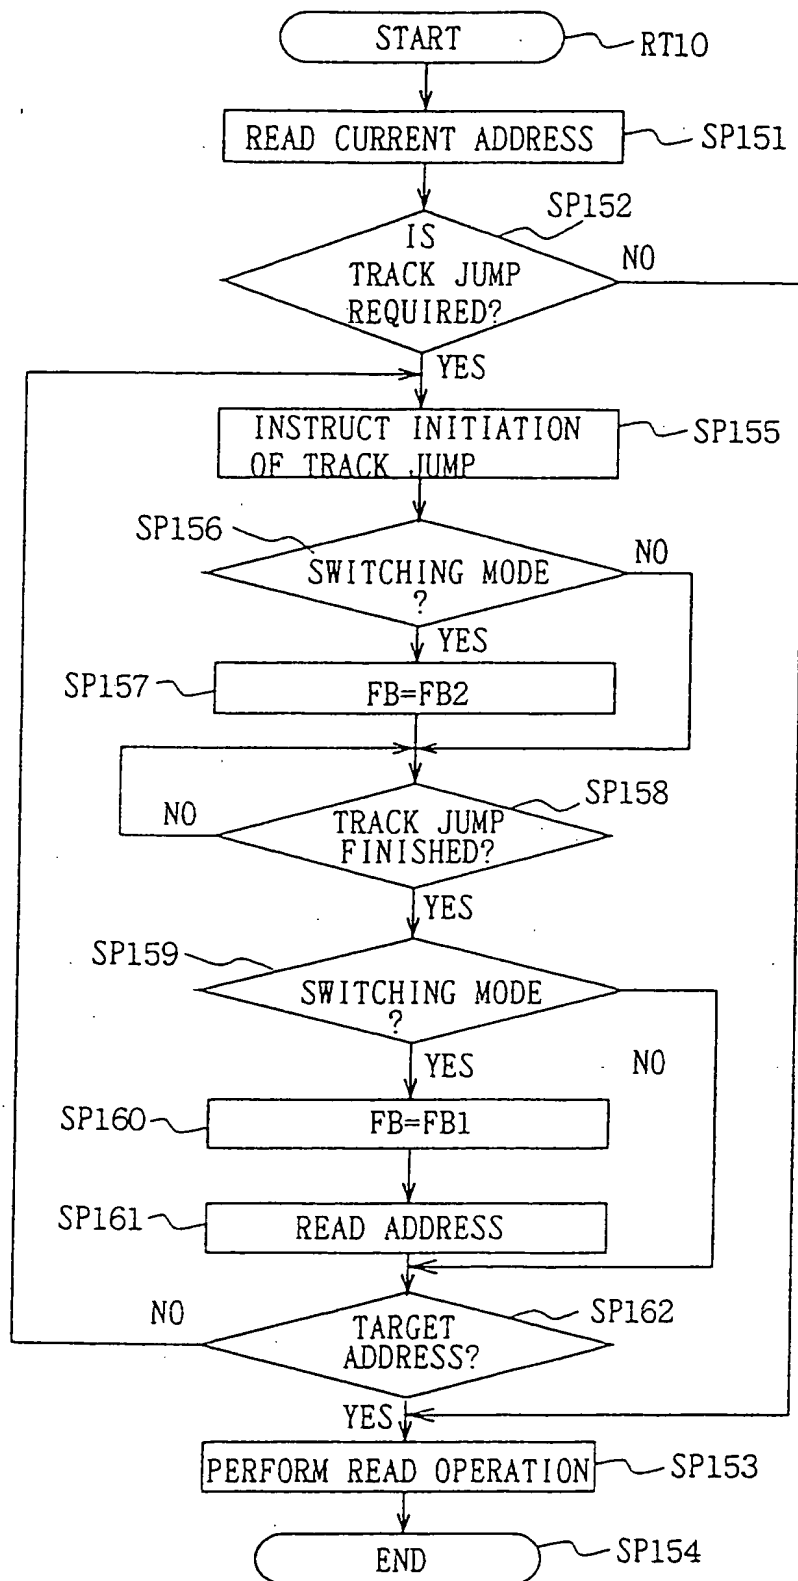 START
RT10
READ CURRENT ADDRESS
SP151
SP152
IS
TRACK JUMP
REQUIRED?
NO
YES
INSTRUCT INITIATION
OF TRACK JUMP
SP155
SP156
SWITCHING MODE
?
NO
YES
SP157
FB=FB2
SP158
NO
TRACK JUMP
FINISHED?
YES
SP159
SWITCHING MODE
?
YES
NO
SP160
FB=FB1
SP161
READ ADDRESS
NO
SP162
TARGET
ADDRESS?
YES
PERFORM READ OPERATION
SP153
END
SP154